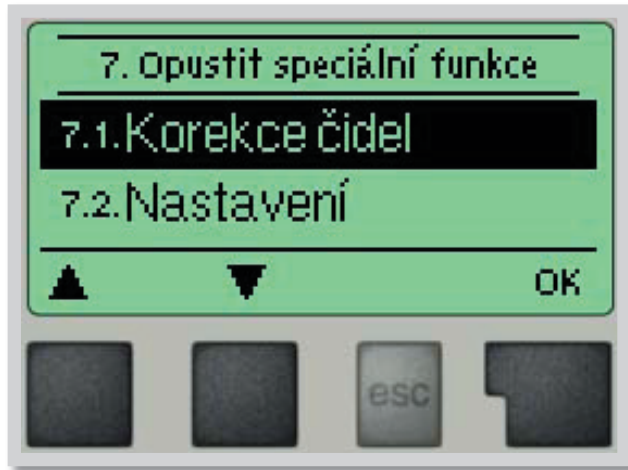 7. Opustit speciální funkce
7.1. Korekce čidel
7.2. Nastavení
▲ ▼ OK
esc